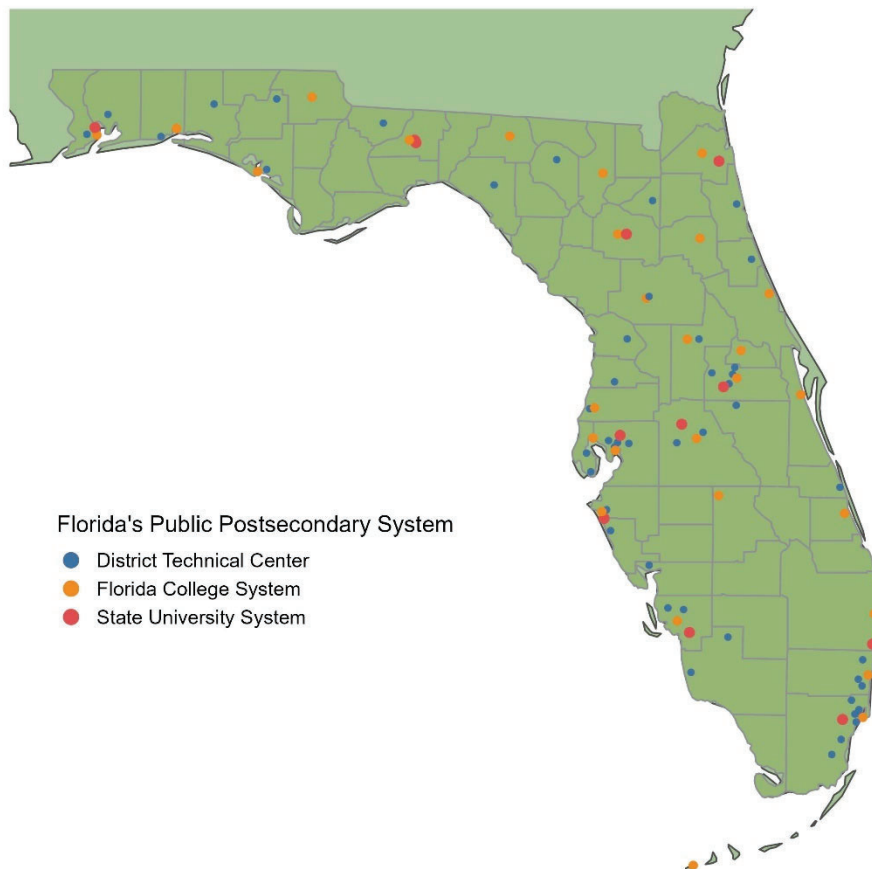 Florida's Public Postsecondary System
District Technical Center
Florida College System
State University System